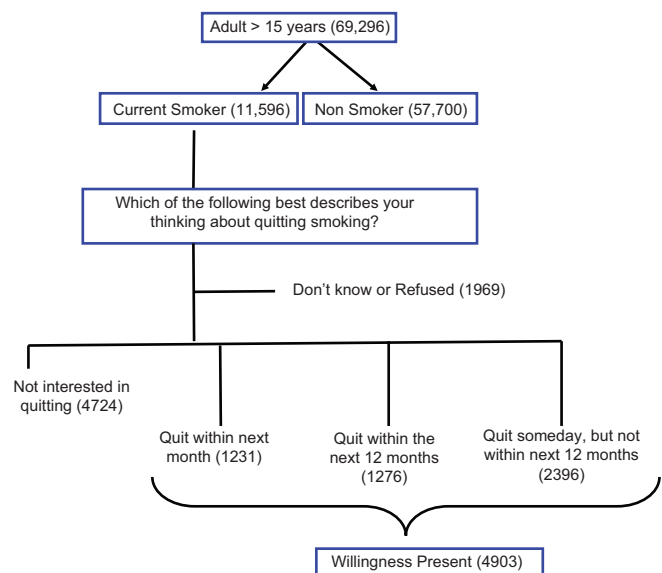 Adult > 15 years (69,296)
Current Smoker (11,596)
Non Smoker (57,700)
Which of the following best describes your
thinking about quitting smoking?
Don't know or Refused (1969)
Not interested in
quitting (4724)
Quit within next
month (1231)
Quit within the
next 12 months
(1276)
Quit someday, but not
within next 12 months
(2396)
Willingness Present (4903)